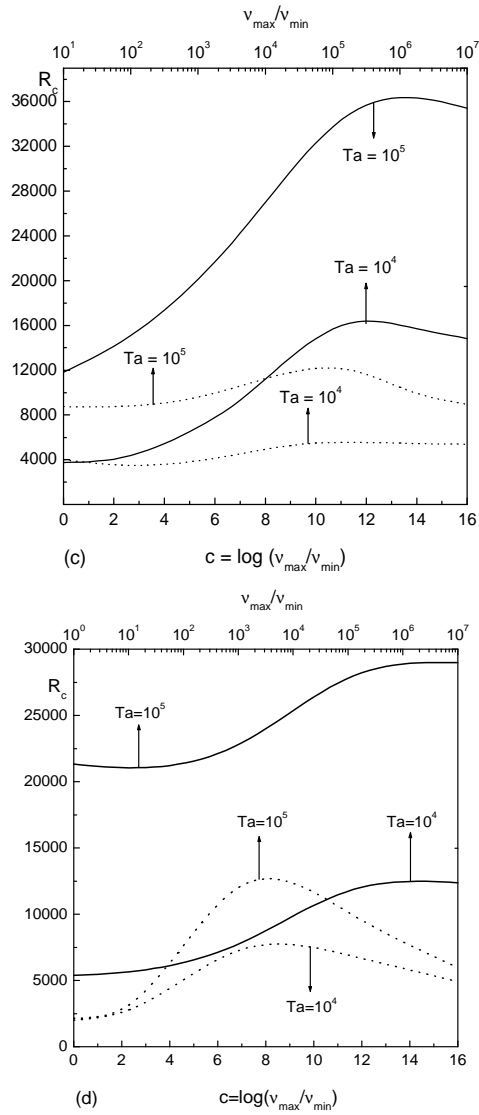 ν_max/ν_min
10^1 10^2 10^3 10^4 10^5 10^6 10^7
R_c
36000
32000
28000
24000
20000
16000
12000
8000
4000
Ta = 10^5
Ta = 10^4
Ta = 10^5
Ta = 10^4
0 2 4 6 8 10 12 14 16
(c) c = log (ν_max/ν_min)
ν_max/ν_min
10^0 10^1 10^2 10^3 10^4 10^5 10^6 10^7
30000
R_c
25000
20000
15000
10000
5000
0
Ta=10^5
Ta=10^5
Ta=10^4
Ta=10^4
0 2 4 6 8 10 12 14 16
(d) c=log(ν_max/ν_min)